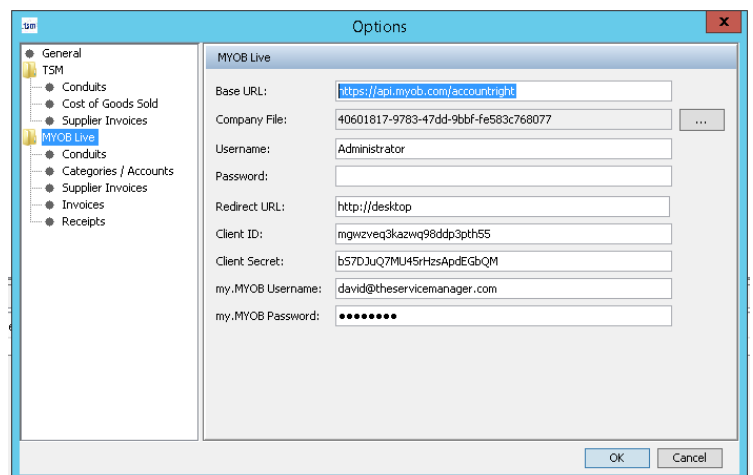 .tsm
Options
x
General
TSM
Conduits
Cost of Goods Sold
Supplier Invoices
MYOB Live
Conduits
Categories / Accounts
Supplier Invoices
Invoices
Receipts
MYOB Live
Base URL: https://api.myob.com/accountright
Company File: 40601817-9783-47dd-9bbf-fe583c768077 ...
Username: Administrator
Password:
Redirect URL: http://desktop
Client ID: mgwzveq3kazwq98ddp3pth55
Client Secret: bS7DJuQ7MU45rHzsApdEGbQM
my.MYOB Username: david@theservicemanager.com
my.MYOB Password: ●●●●●●●●
OK Cancel